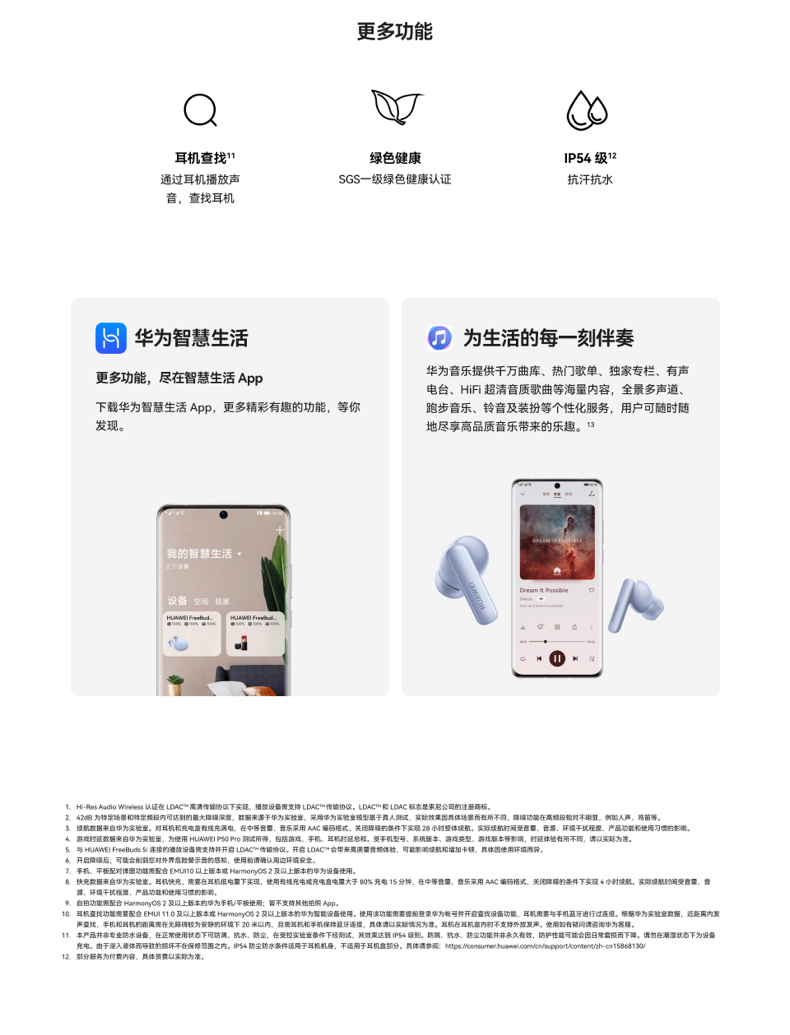 更多功能
耳机查找11
通过耳机播放声
音，查找耳机
绿色健康
SGS一级绿色健康认证
IP54 级12
抗汗抗水
华为智慧生活
更多功能，尽在智慧生活 App
下载华为智慧生活 App，更多精彩有趣的功能，等你
发现。
我的智慧生活
2个设备
设备 空间 我家
HUAWEI FreeBud...
100% 100% 100%
HUAWEI FreeBud...
100% 100% 100%
为生活的每一刻伴奏
华为音乐提供千万曲库、热门歌单、独家专栏、有声
电台、HiFi 超清音质歌曲等海量内容，全景多声道、
跑步音乐、铃音及装扮等个性化服务，用户可随时随
地尽享高品质音乐带来的乐趣。13
DREAM IT POSSIBLE
HUAWEI
Dream It Possible
Delacey
1. Hi-Res Audio Wireless 认证在 LDAC™ 高清传输协议下实现，播放设备需支持 LDAC™ 传输协议。LDAC™ 和 LDAC 标志是索尼公司的注册商标。
2. 42dB 为特定场景和特定频段内可达到的最大降噪深度，数据来源于华为实验室，采用华为实验室模型基于真人测试，实际效果因具体场景而有所不同，降噪功能在高频段相对不明显，例如人声、鸣笛等。
3. 续航数据来自华为实验室。对耳机和充电盒有线充满电，在中等音量、音乐采用 AAC 编码格式、关闭降噪的条件下实现 28 小时整体续航。实际续航时间受音量、音源、环境干扰程度、产品功能和使用习惯的影响。
4. 游戏时延数据来自华为实验室，为使用 HUAWEI P50 Pro 测试所得，包括游戏、手机、耳机时延总和。受手机型号、系统版本、游戏类型、游戏版本等影响，时延体验有所不同，请以实际为准。
5. 与 HUAWEI FreeBuds 5i 连接的播放设备需支持并开启 LDAC™ 传输协议。开启 LDAC™ 会带来高质量音频体验，可能影响续航和增加卡顿，具体因使用环境而异。
6. 开启降噪后，可能会削弱您对外界危险警示音的感知，使用前请确认周边环境安全。
7. 手机、平板配对弹窗功能需配合 EMUI10 以上版本或 HarmonyOS 2 及以上版本的华为设备使用。
8. 快充数据来自华为实验室。耳机快充，需要在耳机低电量下实现，使用有线充电或充电盒电量大于 80% 充电 15 分钟，在中等音量、音乐采用 AAC 编码格式、关闭降噪的条件下实现 4 小时续航。实际续航时间受音量、音
源、环境干扰程度、产品功能和使用习惯的影响。
9. 自拍功能需配合 HarmonyOS 2 及以上版本的华为手机/平板使用；暂不支持其他拍照 App。
10. 耳机查找功能需要配合 EMUI 11.0 及以上版本或 HarmonyOS 2 及以上版本的华为智能设备使用。使用该功能需要提前登录华为帐号并开启查找设备功能，耳机需要与手机蓝牙进行过连接。根据华为实验室数据，近距离内发
声查找，手机和耳机的距离需在无障碍较为安静的环境下 20 米以内，且需耳机和手机保持蓝牙连接，具体请以实际情况为准。耳机在耳机盒内时不支持外放发声。使用如有疑问请咨询华为客服。
11. 本产品并非专业防水设备，在正常使用状态下可防溅、抗水、防尘，在受控实验室条件下经测试，其效果达到 IP54 级别。防溅、抗水、防尘功能并非永久有效，防护性能可能会因日常磨损而下降。请勿在潮湿状态下为设备
充电。由于浸入液体而导致的损坏不在保修范围之内。IP54 防尘防水条件适用于耳机机身，不适用于耳机盒部分。具体请参阅：https://consumer.huawei.com/cn/support/content/zh-cn15868130/
12. 部分服务为付费内容，具体资费以实际为准。